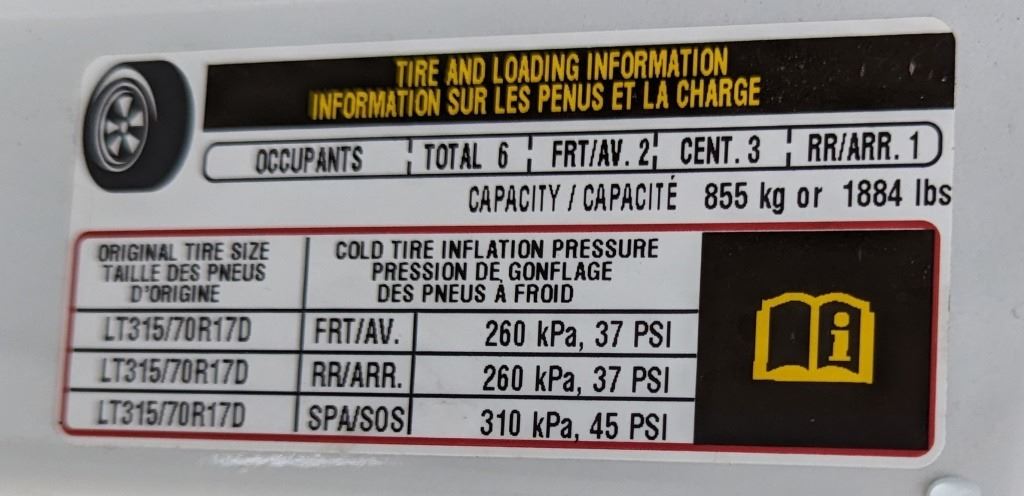 TIRE AND LOADING INFORMATION
INFORMATION SUR LES PENUS ET LA CHARGE
OCCUPANTS ¦ TOTAL 6 ¦ FRT/AV. 2 ¦ CENT. 3 ¦ RR/ARR. 1
CAPACITY / CAPACITÉ 855 kg or 1884 lbs
ORIGINAL TIRE SIZE
TAILLE DES PNEUS
D'ORIGINE
COLD TIRE INFLATION PRESSURE
PRESSION DE GONFLAGE
DES PNEUS À FROID
LT315/70R17D FRT/AV. 260 kPa, 37 PSI
LT315/70R17D RR/ARR. 260 kPa, 37 PSI
LT315/70R17D SPA/SOS 310 kPa, 45 PSI
i